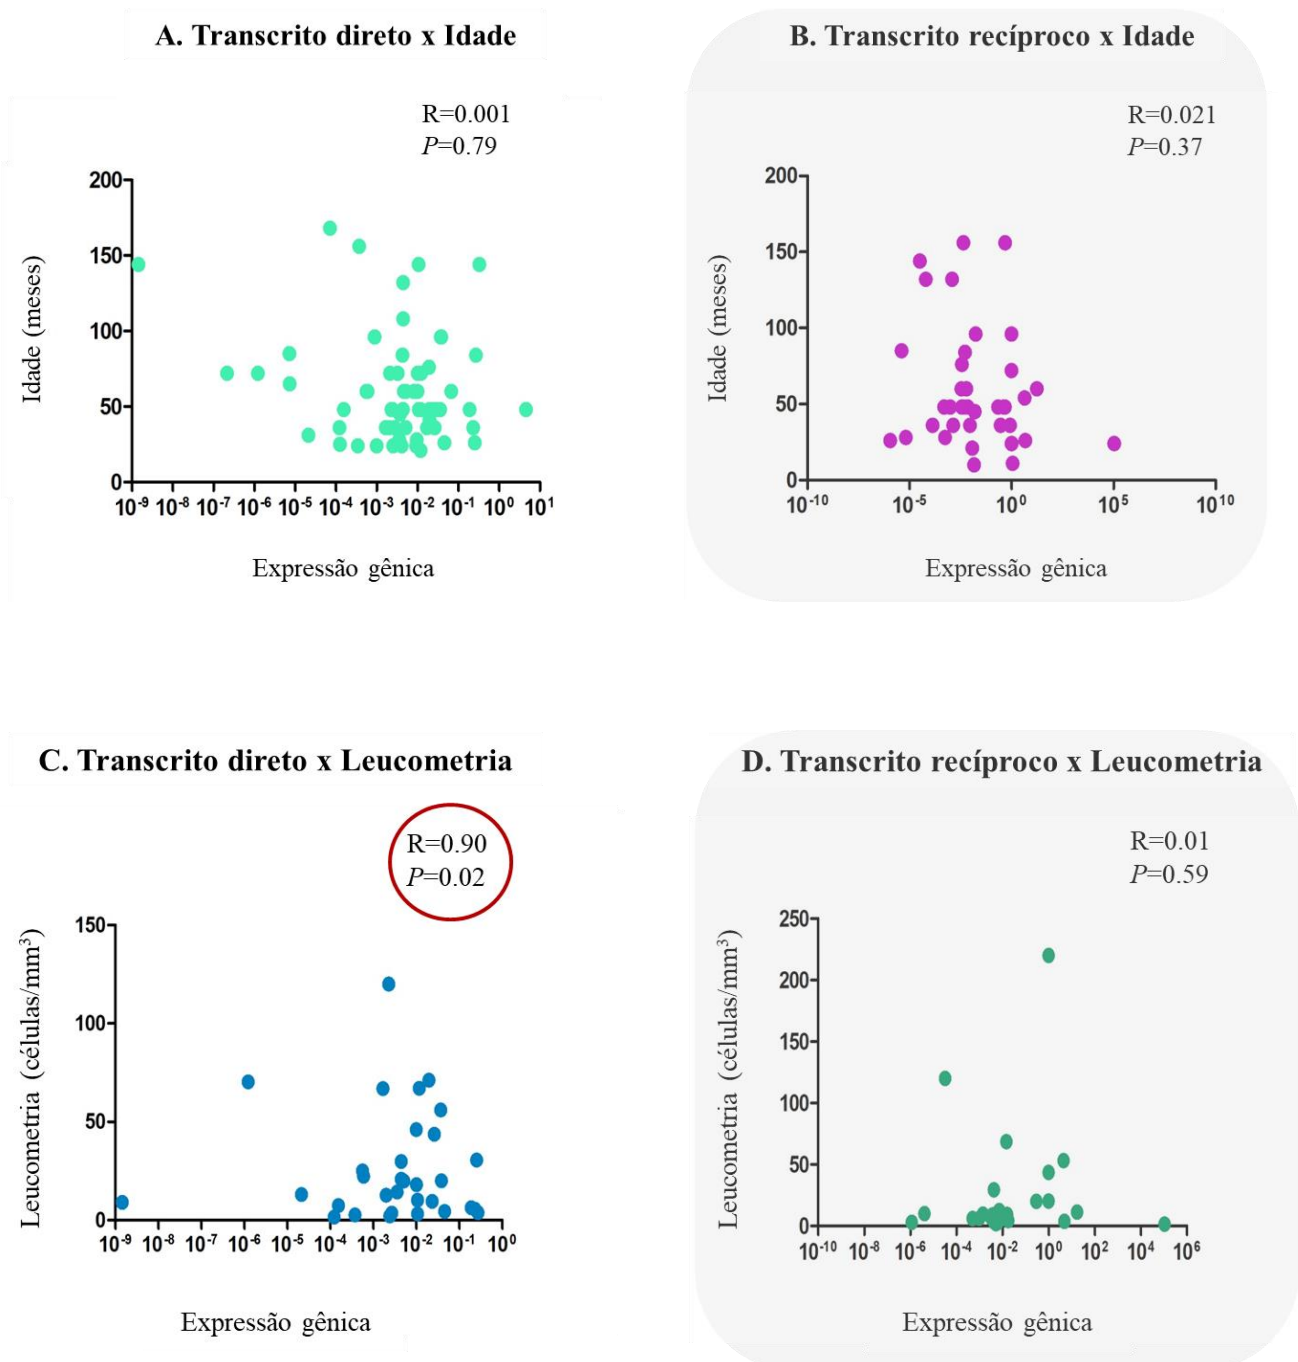 A. Transcrito direto x Idade
R=0.001
P=0.79
Idade (meses)
200
150
100
50
0
10⁻⁹ 10⁻⁸ 10⁻⁷ 10⁻⁶ 10⁻⁵ 10⁻⁴ 10⁻³ 10⁻² 10⁻¹ 10⁰ 10¹
Expressão gênica
B. Transcrito recíproco x Idade
R=0.021
P=0.37
Idade (meses)
200
150
100
50
0
10⁻¹⁰ 10⁻⁵ 10⁰ 10⁵ 10¹⁰
Expressão gênica
C. Transcrito direto x Leucometria
R=0.90
P=0.02
Leucometria (células/mm³)
150
100
50
0
10⁻⁹ 10⁻⁸ 10⁻⁷ 10⁻⁶ 10⁻⁵ 10⁻⁴ 10⁻³ 10⁻² 10⁻¹ 10⁰
Expressão gênica
D. Transcrito recíproco x Leucometria
R=0.01
P=0.59
Leucometria (células/mm³)
250
200
150
100
50
0
10⁻¹⁰ 10⁻⁸ 10⁻⁶ 10⁻⁴ 10⁻² 10⁰ 10² 10⁴ 10⁶
Expressão gênica